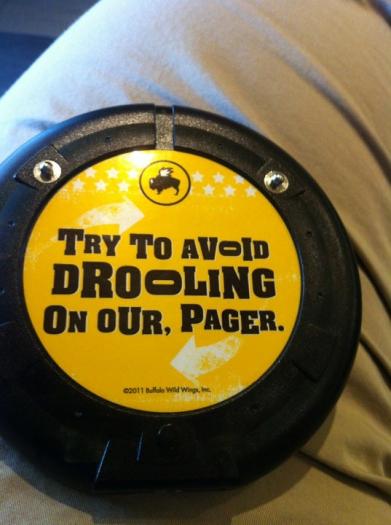 TRY TO AVOID
DROOLING
ON OUR, PAGER.
©2011 Buffalo Wild Wings, Inc.